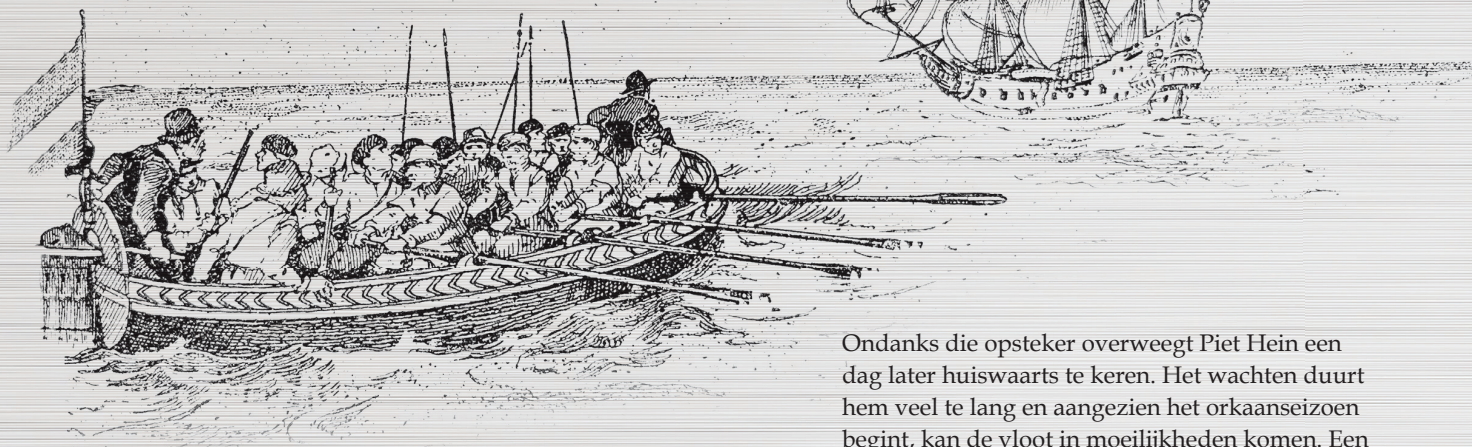 Ondanks die opsteker overweegt Piet Hein een
dag later huiswaarts te keren. Het wachten duurt
hem veel te lang en aangezien het orkaanseizoen
begint, kan de vloot in moeilijkheden komen. Een